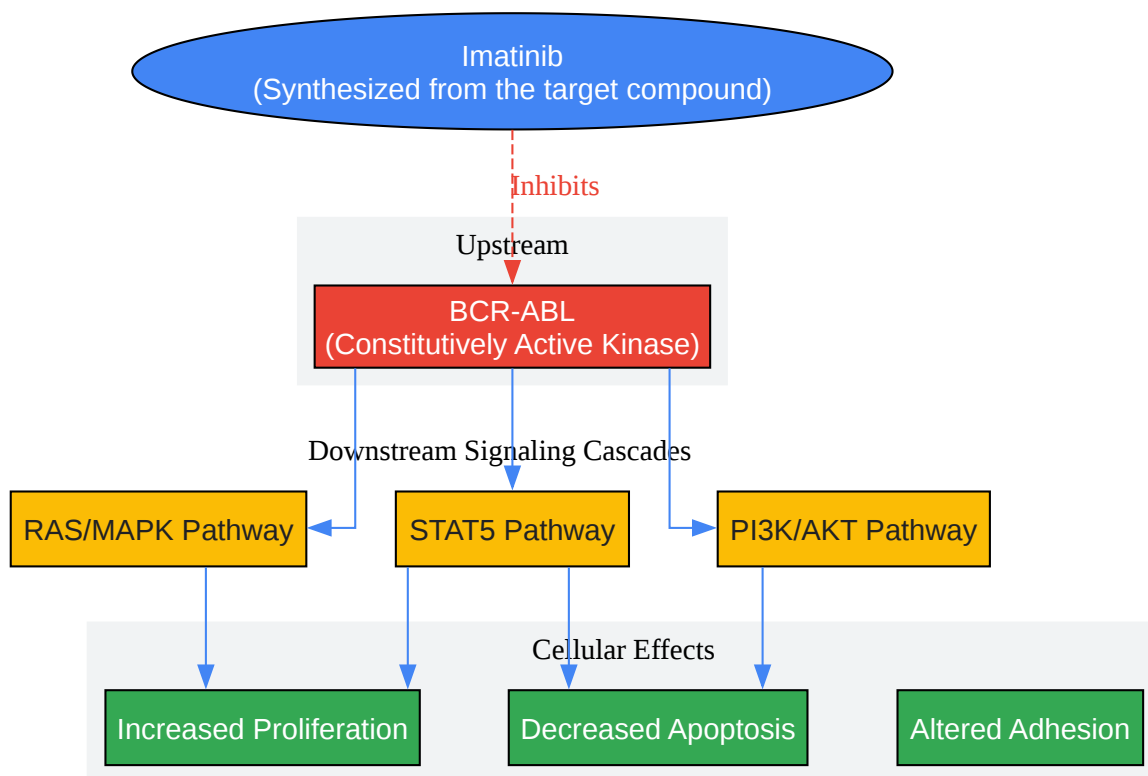 Imatinib
(Synthesized from the target compound)
Inhibits
Upstream
BCR-ABL
(Constitutively Active Kinase)
Downstream Signaling Cascades
RAS/MAPK Pathway
STAT5 Pathway
PI3K/AKT Pathway
Cellular Effects
Increased Proliferation
Decreased Apoptosis
Altered Adhesion